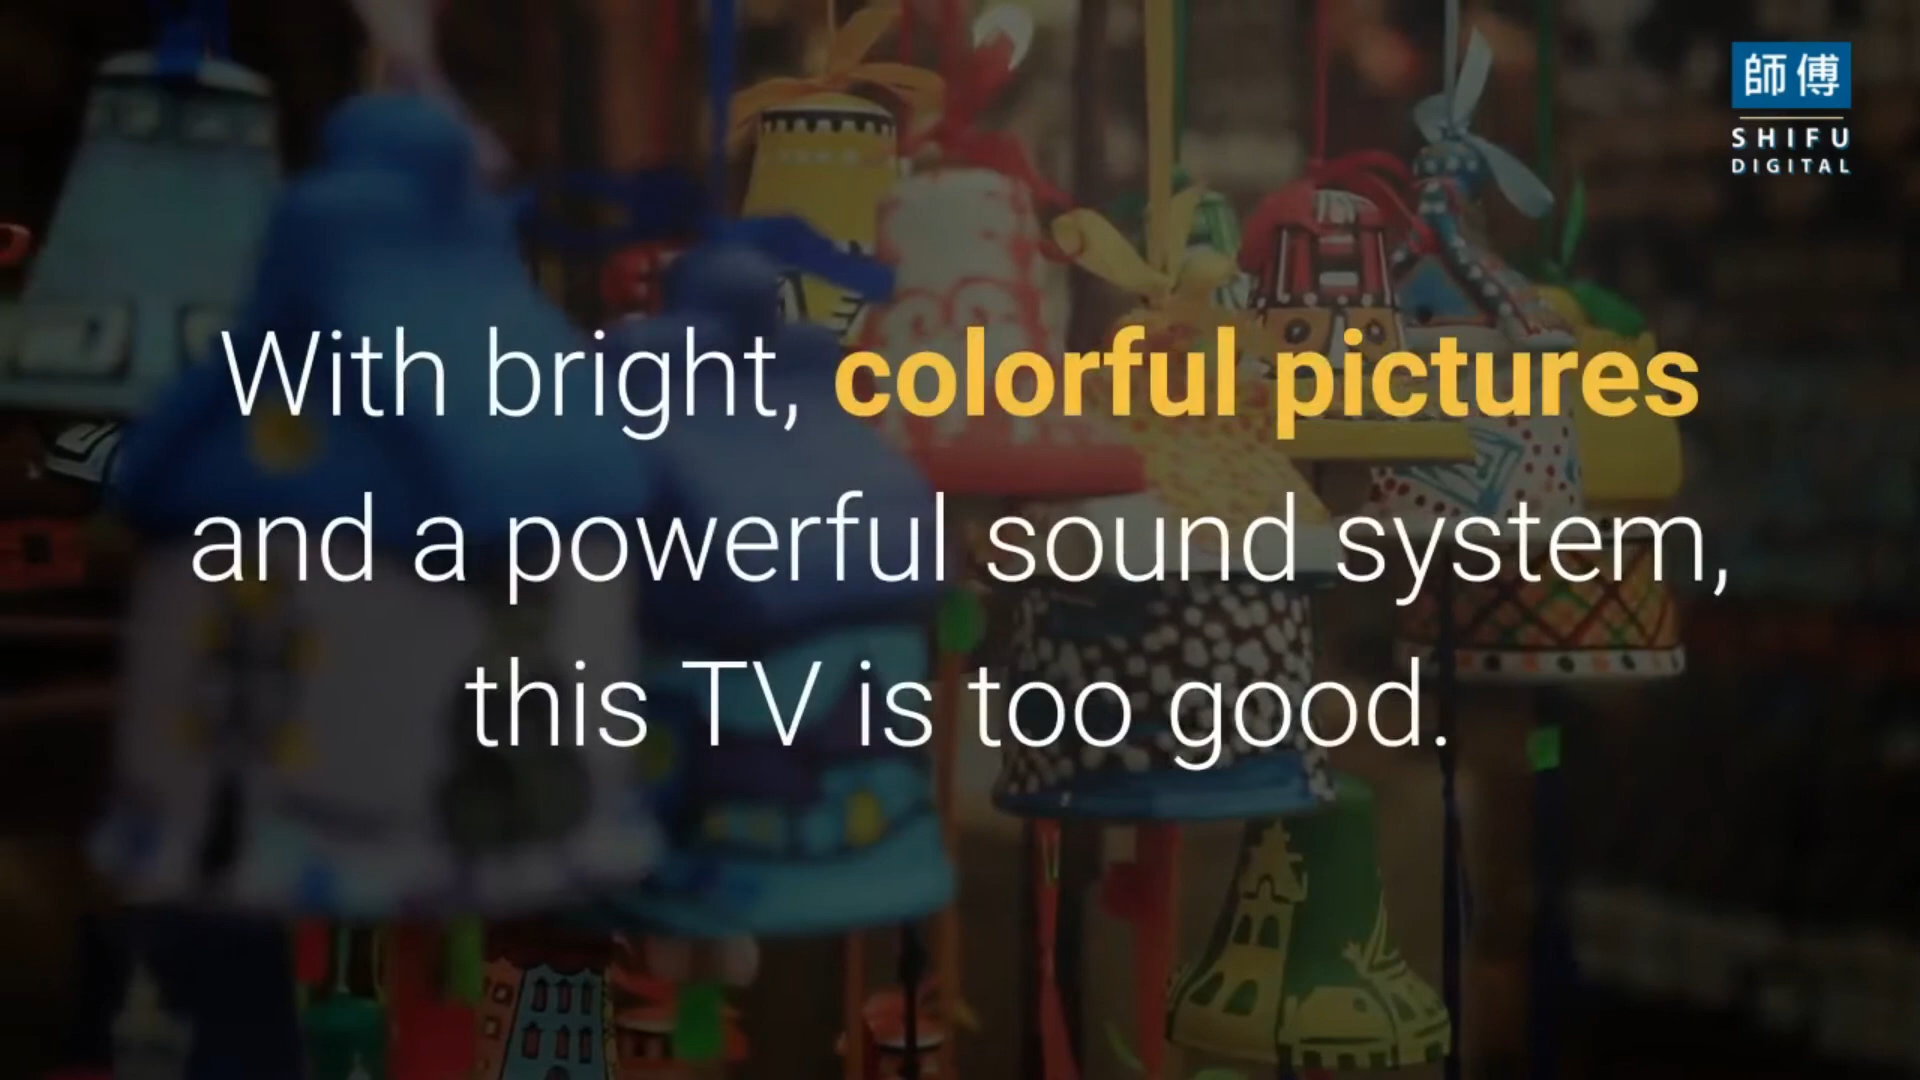 師傅
SHIFU
DIGITAL
With bright, colorful pictures
and a powerful sound system,
this TV is too good.